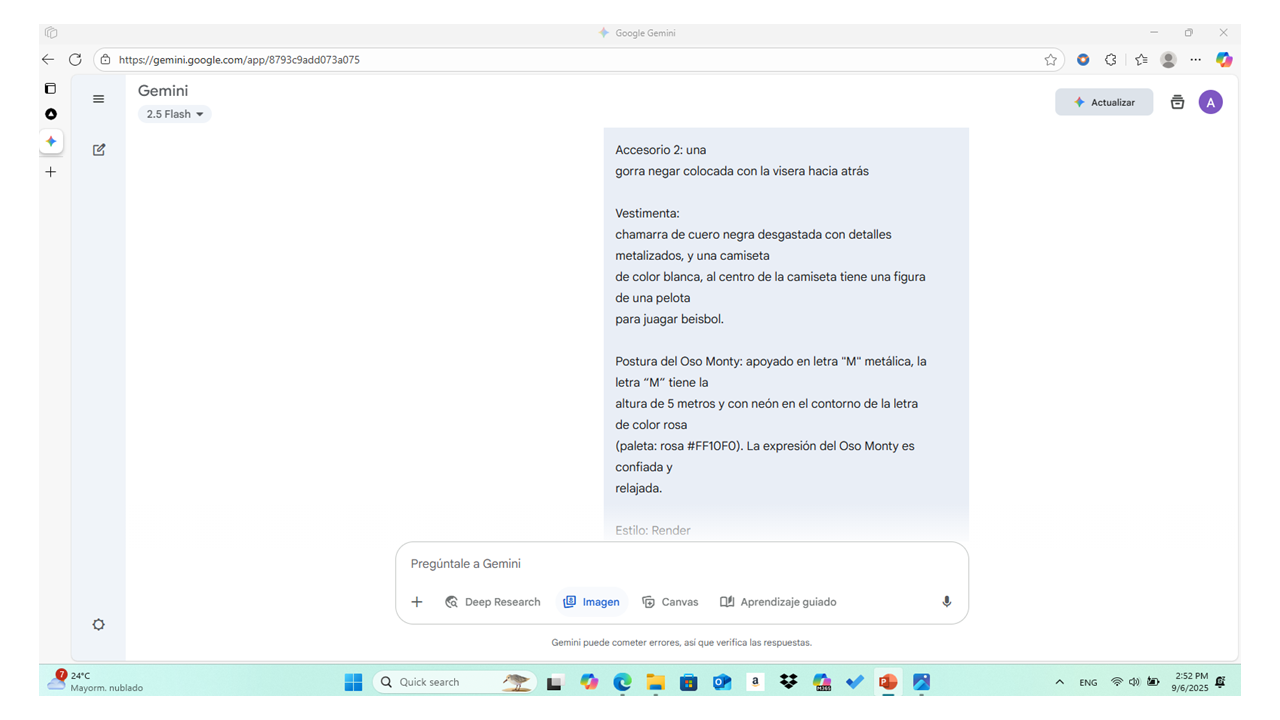 Google Gemini
https://gemini.google.com/app/8793c9add073a075
Gemini
2.5 Flash
Actualizar
A
Accesorio 2: una
gorra negar colocada con la visera hacia atrás
Vestimenta:
chamarra de cuero negra desgastada con detalles
metalizados, y una camiseta
de color blanca, al centro de la camiseta tiene una figura
de una pelota
para juagar beisbol.
Postura del Oso Monty: apoyado en letra "M" metálica, la
letra “M” tiene la
altura de 5 metros y con neón en el contorno de la letra
de color rosa
(paleta: rosa #FF10F0). La expresión del Oso Monty es
confiada y
relajada.
Estilo: Render
Pregúntale a Gemini
Deep Research Imagen Canvas Aprendizaje guiado
Gemini puede cometer errores, así que verifica las respuestas.
7
24°C
Mayorm. nublado
Quick search
a
M365
ENG
2:52 PM
9/6/2025